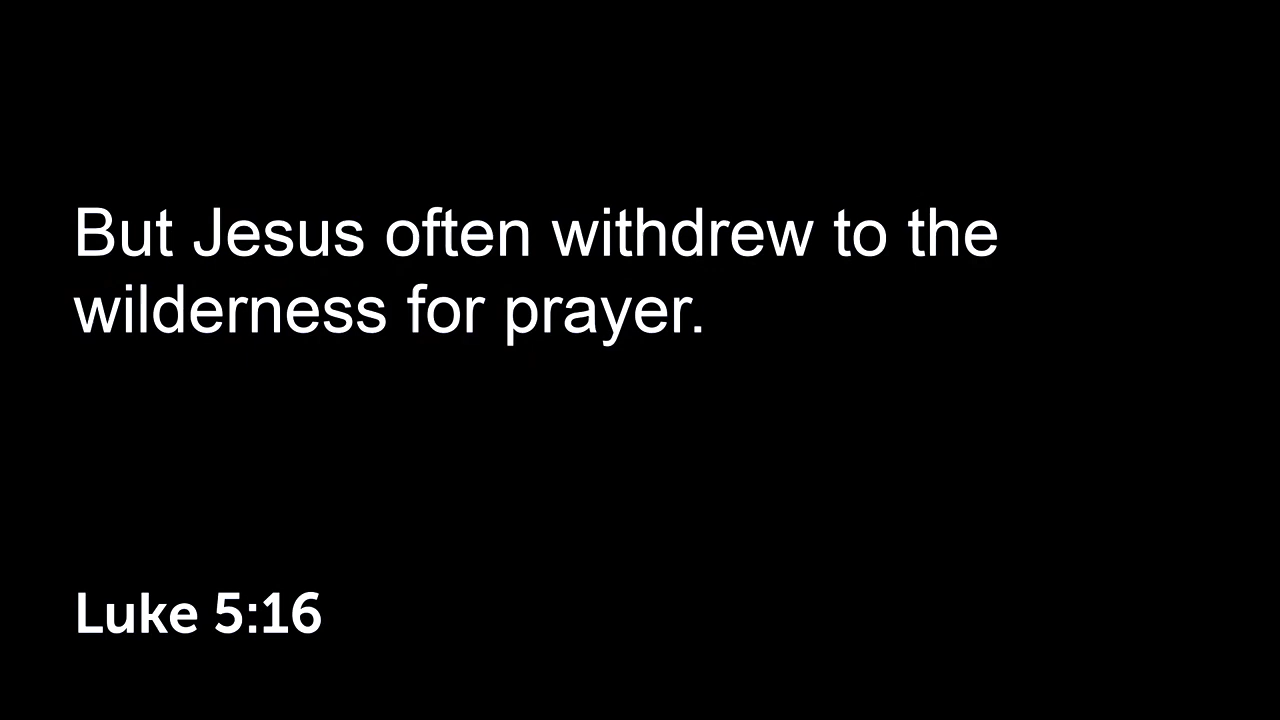 But Jesus often withdrew to the
wilderness for prayer.
Luke 5:16